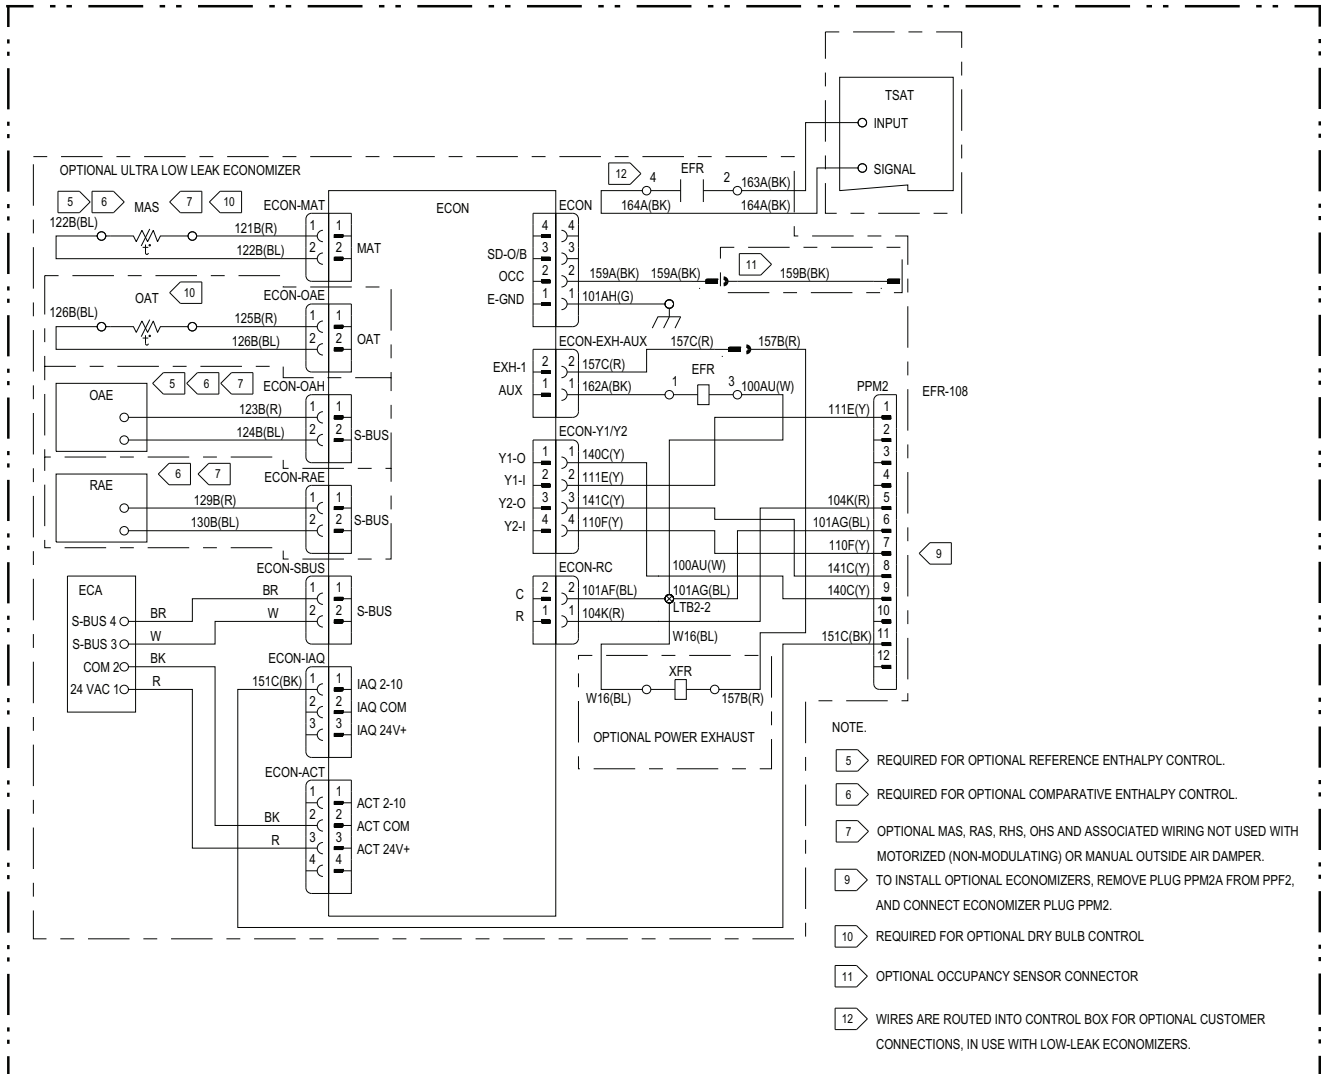 TSAT
INPUT
SIGNAL
OPTIONAL ULTRA LOW LEAK ECONOMIZER
12
4
EFR
2
163A(BK)
164A(BK)
164A(BK)
5
6
MAS
7
10
ECON-MAT
ECON
ECON
122B(BL)
121B(R)
1
1
122B(BL)
2
2
MAT
t°
4
4
SD-O/B
3
3
OCC
2
2
159A(BK)
159A(BK)
11
159B(BK)
E-GND
1
1
101AH(G)
OAT
10
ECON-OAE
126B(BL)
125B(R)
1
1
126B(BL)
2
2
OAT
t°
ECON-EXH-AUX
157C(R)
157B(R)
EXH-1
2
2
157C(R)
AUX
1
1
162A(BK)
1
EFR
3
100AU(W)
OAE
5
6
7
ECON-OAH
123B(R)
1
1
124B(BL)
2
2
S-BUS
PPM2
EFR-108
111E(Y)
1
2
3
4
104K(R)
5
101AG(BL)
6
110F(Y)
7
141C(Y)
8
140C(Y)
9
10
151C(BK)
11
12
9
ECON-Y1/Y2
Y1-O
1
1
140C(Y)
Y1-I
2
2
111E(Y)
Y2-O
3
3
141C(Y)
Y2-I
4
4
110F(Y)
RAE
6
7
ECON-RAE
129B(R)
1
1
130B(BL)
2
2
S-BUS
100AU(W)
ECON-RC
C
2
2
101AF(BL)
101AG(BL)
R
1
1
104K(R)
LTB2-2
W16(BL)
ECON-SBUS
ECA
BR
1
1
S-BUS 4
BR
W
2
2
S-BUS
S-BUS 3
W
COM 2
BK
24 VAC 1
R
ECON-IAQ
151C(BK)
1
1
IAQ 2-10
2
2
IAQ COM
3
3
IAQ 24V+
XFR
W16(BL)
157B(R)
OPTIONAL POWER EXHAUST
ECON-ACT
1
1
ACT 2-10
BK
2
2
ACT COM
R
3
3
ACT 24V+
4
4
NOTE.
5 REQUIRED FOR OPTIONAL REFERENCE ENTHALPY CONTROL.
6 REQUIRED FOR OPTIONAL COMPARATIVE ENTHALPY CONTROL.
7 OPTIONAL MAS, RAS, RHS, OHS AND ASSOCIATED WIRING NOT USED WITH
MOTORIZED (NON-MODULATING) OR MANUAL OUTSIDE AIR DAMPER.
9 TO INSTALL OPTIONAL ECONOMIZERS, REMOVE PLUG PPM2A FROM PPF2,
AND CONNECT ECONOMIZER PLUG PPM2.
10 REQUIRED FOR OPTIONAL DRY BULB CONTROL
11 OPTIONAL OCCUPANCY SENSOR CONNECTOR
12 WIRES ARE ROUTED INTO CONTROL BOX FOR OPTIONAL CUSTOMER
CONNECTIONS, IN USE WITH LOW-LEAK ECONOMIZERS.